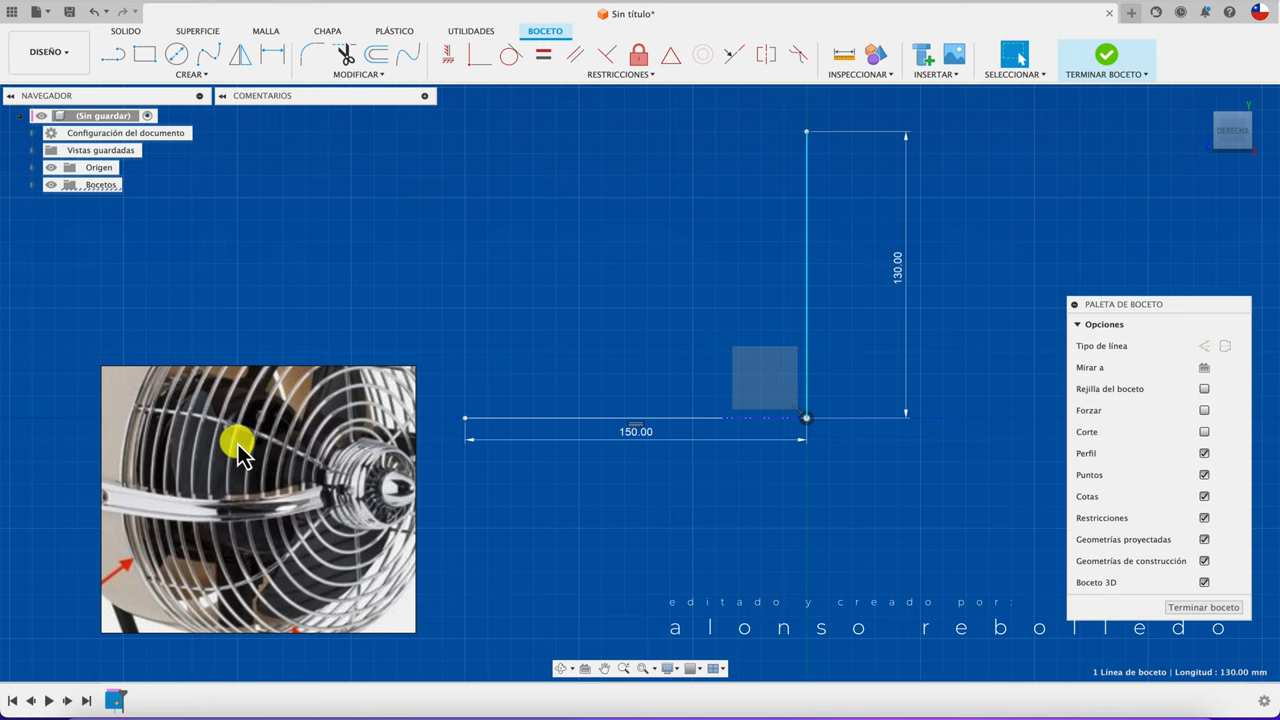 Sin título*
DISEÑO
SOLIDO
SUPERFICIE
MALLA
CHAPA
PLÁSTICO
UTILIDADES
BOCETO
CREAR
MODIFICAR
RESTRICCIONES
INSPECCIONAR
INSERTAR
SELECCIONAR
TERMINAR BOCETO
NAVEGADOR
COMENTARIOS
(Sin guardar)
Configuración del documento
Vistas guardadas
Origen
Bocetos
Y
DERECHA
130.00
150.00
PALETA DE BOCETO
Opciones
Tipo de línea
Mirar a
Rejilla del boceto
Forzar
Corte
Perfil
Puntos
Cotas
Restricciones
Geometrías proyectadas
Geometrías de construcción
Boceto 3D
Terminar boceto
editado y creado por:
alonso rebolledo
1 Línea de boceto | Longitud : 130.00 mm